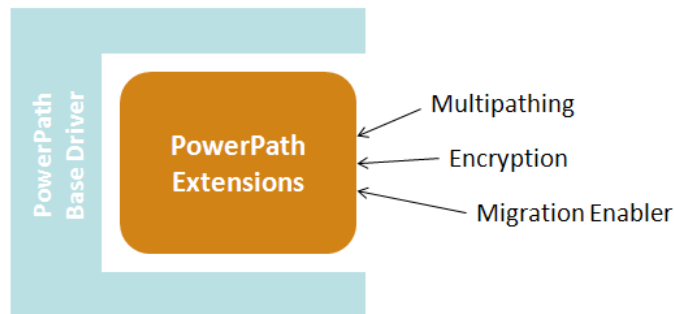 PowerPath
Base Driver
PowerPath
Extensions
Multipathing
Encryption
Migration Enabler